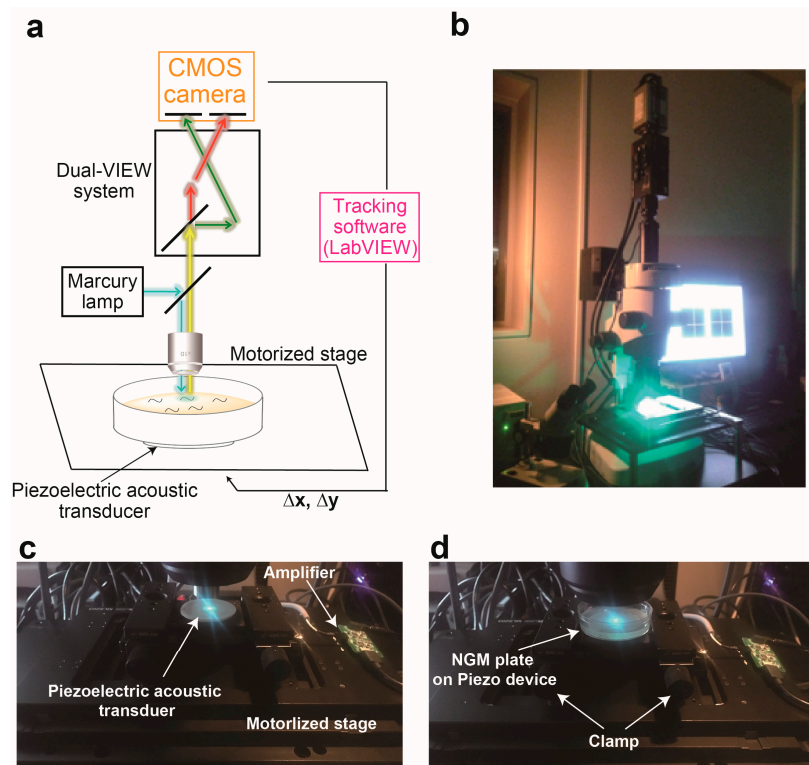 a
CMOS
camera
Dual-VIEW
system
Tracking
software
(LabVIEW)
Marcury
lamp
Motorized stage
Piezoelectric acoustic
transducer
Δx, Δy
b
c
Amplifier
Piezoelectric acoustic
transduer
Motorlized stage
d
NGM plate
on Piezo device
Clamp